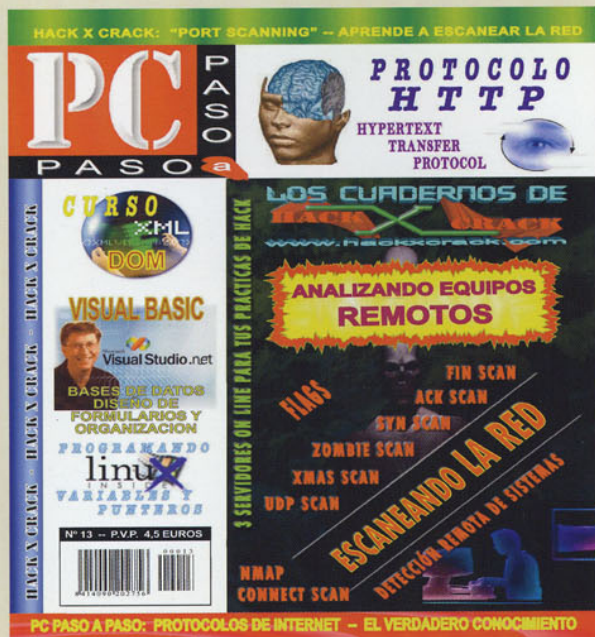 HACK X CRACK: "PORT SCANNING" -- APRENDE A ESCANEAR LA RED
PC
PASO
a
PASO
PROTOCOLO
HTTP
HYPERTEXT
TRANSFER
PROTOCOL
HACK X CRACK - HACK X CRACK - HACK X CRACK - HACK X CRACK
CURSO
XML
DOM
VISUAL BASIC
Visual Studio.net
BASES DE DATOS
DISEÑO DE
FORMULARIOS Y
ORGANIZACION
PROGRAMANDO
linux
VARIABLES Y
PUNTEROS
Nº 13 -- P.V.P. 4,5 EUROS
00013
8414090202756
3 SERVIDORES ON LINE PARA TUS PRACTICAS DE HACK
LOS CUADERNOS DE
HACK X CRACK
www.hackxcrack.com
ANALIZANDO EQUIPOS
REMOTOS
FLAGS
FIN SCAN
ACK SCAN
SYN SCAN
ZOMBIE SCAN
XMAS SCAN
UDP SCAN
ESCANEANDO LA RED
DETECCIÓN REMOTA DE SISTEMAS
NMAP
CONNECT SCAN
PC PASO A PASO: PROTOCOLOS DE INTERNET -- EL VERDADERO CONOCIMIENTO